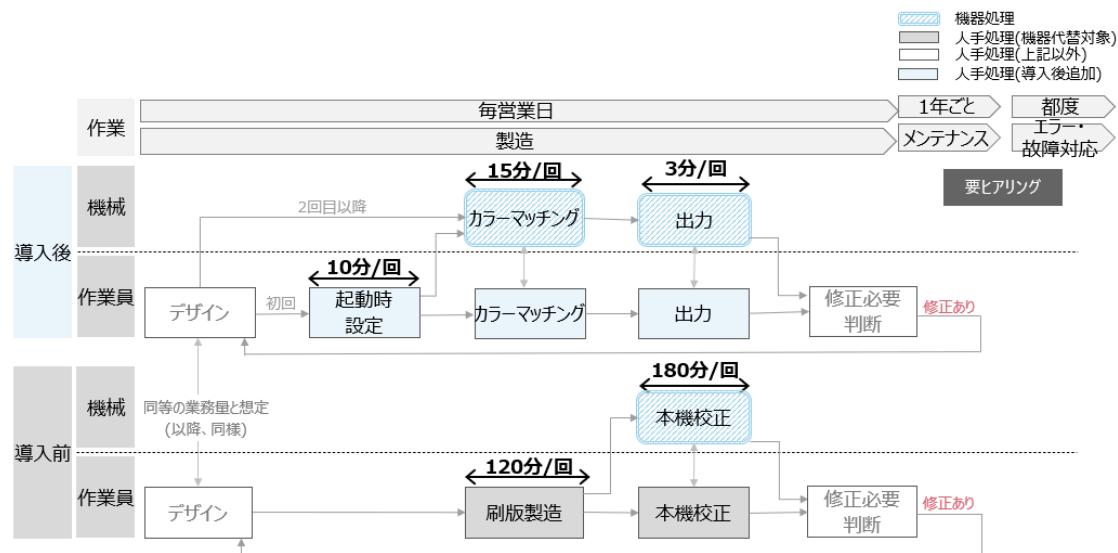 機器処理
人手処理(機器代替対象)
人手処理(上記以外)
人手処理(導入後追加)
作業
毎営業日
1年ごと
都度
製造
メンテナンス
エラー・
故障対応
要ヒアリング
導入後
機械
15分/回
3分/回
2回目以降
カラーマッチング
出力
作業員
10分/回
デザイン
初回
起動時
設定
カラーマッチング
出力
修正必要
判断
修正あり
導入前
機械
同等の業務量と想定
(以降、同様)
180分/回
本機校正
作業員
120分/回
デザイン
刷版製造
本機校正
修正必要
判断
修正あり